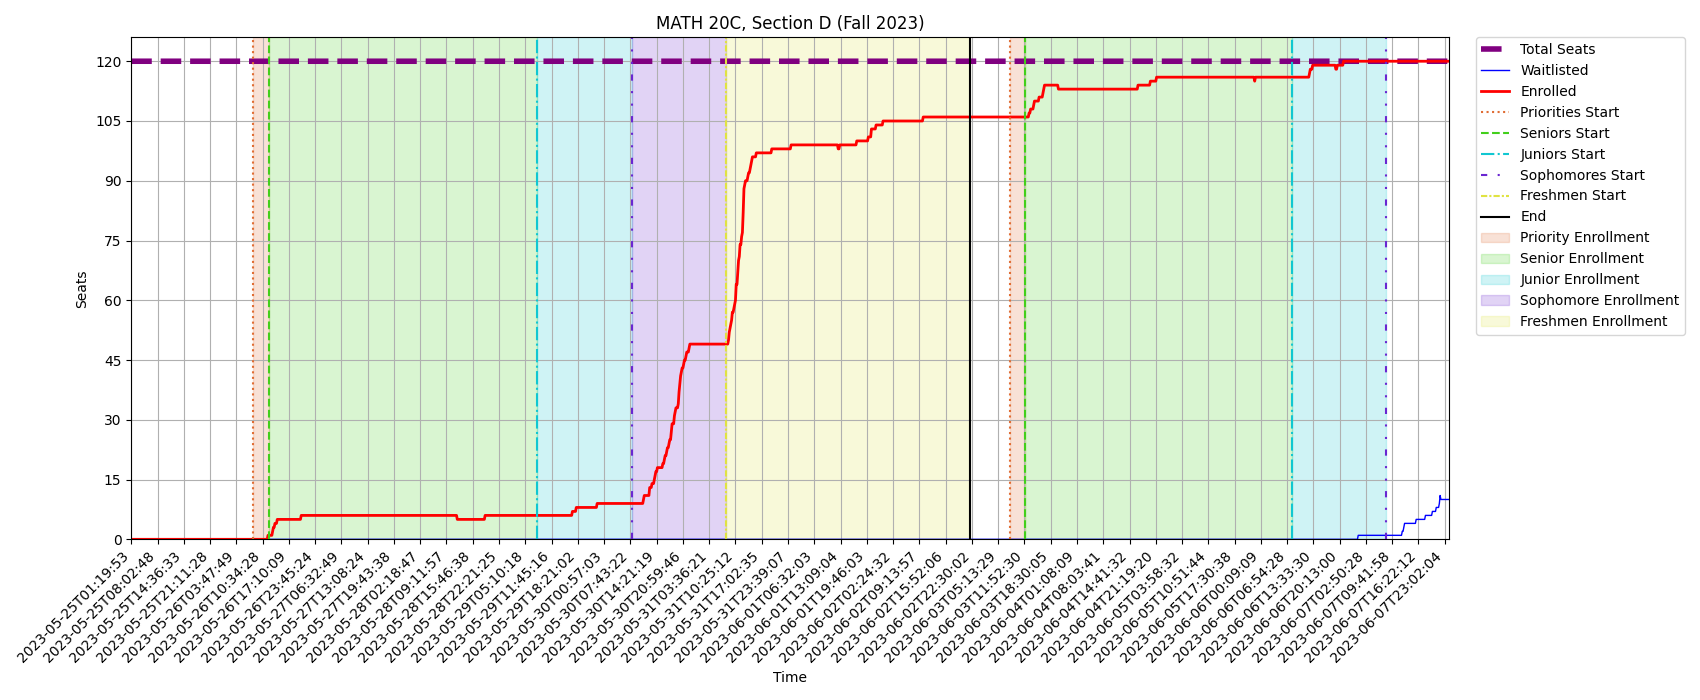 MATH 20C, Section D (Fall 2023)
Seats
120
105
90
75
60
45
30
15
0
2023-05-25T01:19:53
2023-05-25T08:02:48
2023-05-25T14:36:33
2023-05-25T21:11:28
2023-05-26T03:47:49
2023-05-26T10:34:28
2023-05-26T17:10:05
2023-05-26T23:45:24
2023-05-27T06:32:49
2023-05-27T13:08:24
2023-05-27T19:43:38
2023-05-28T02:18:47
2023-05-28T09:11:57
2023-05-28T15:46:38
2023-05-28T22:21:25
2023-05-29T05:10:18
2023-05-29T11:45:16
2023-05-29T18:21:02
2023-05-30T00:57:03
2023-05-30T07:43:22
2023-05-30T14:21:19
2023-05-30T20:59:46
2023-05-31T03:36:21
2023-05-31T10:25:12
2023-05-31T17:02:35
2023-05-31T23:39:07
2023-06-01T06:32:03
2023-06-01T13:09:04
2023-06-01T19:46:03
2023-06-02T02:24:32
2023-06-02T09:13:57
2023-06-02T15:52:06
2023-06-02T22:30:02
2023-06-03T05:13:29
2023-06-03T11:52:30
2023-06-03T18:30:05
2023-06-04T01:08:09
2023-06-04T08:03:41
2023-06-04T14:41:32
2023-06-04T21:19:20
2023-06-05T03:58:32
2023-06-05T10:51:44
2023-06-05T17:30:38
2023-06-06T00:09:09
2023-06-06T06:54:28
2023-06-06T13:33:30
2023-06-06T20:13:00
2023-06-07T02:50:28
2023-06-07T09:41:58
2023-06-07T16:22:12
2023-06-07T23:02:04
Time
Total Seats
Waitlisted
Enrolled
Priorities Start
Seniors Start
Juniors Start
Sophomores Start
Freshmen Start
End
Priority Enrollment
Senior Enrollment
Junior Enrollment
Sophomore Enrollment
Freshmen Enrollment